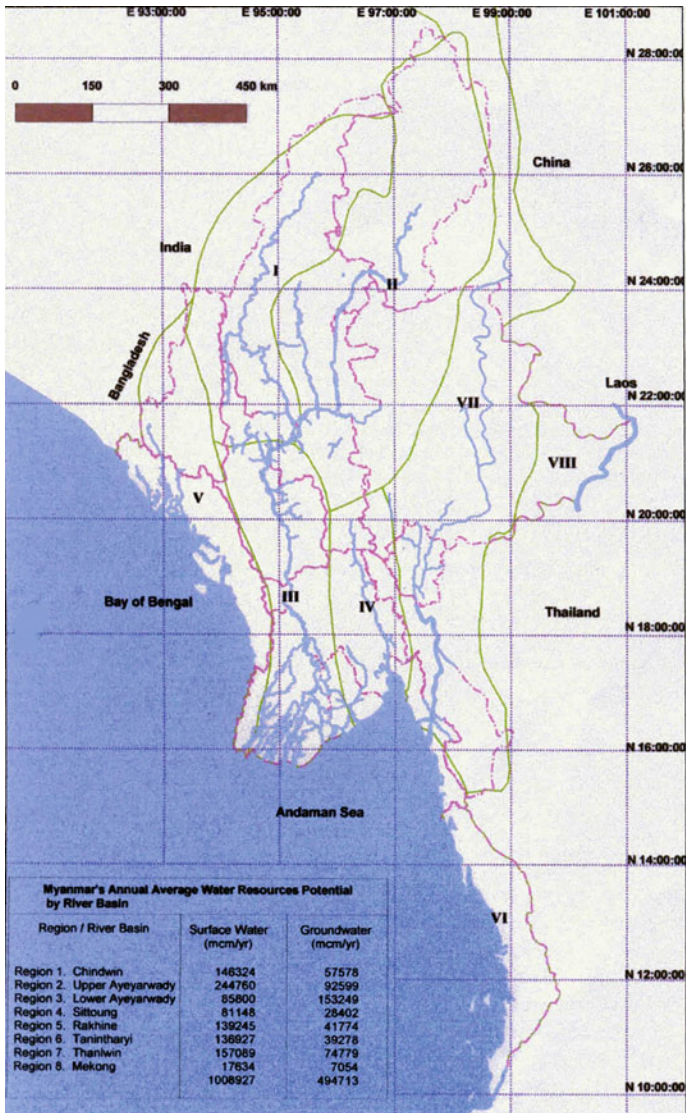 E 93:00:00 E 95:00:00 E 97:00:00 E 99:00:00 E 101:00:00
N 28:00:00
0 150 300 450 km
China
N 26:00:00
India
I
II
N 24:00:00
Bangladesh
Laos
N 22:00:00
VII
VIII
V
N 20:00:00
Bay of Bengal
III
IV
Thailand
N 18:00:00
N 16:00:00
Andaman Sea
N 14:00:00
VI
N 12:00:00
N 10:00:00
Myanmar's Annual Average Water Resources Potential
by River Basin
Region / River Basin Surface Water Groundwater
(mcm/yr) (mcm/yr)
Region 1. Chindwin 146324 57578
Region 2. Upper Ayeyarwady 244760 92599
Region 3. Lower Ayeyarwady 85800 153249
Region 4. Sittoung 81148 28402
Region 5. Rakhine 139245 41774
Region 6. Tanintharyi 136927 39278
Region 7. Thanlwin 157089 74779
Region 8. Mekong 17634 7054
1008927 494713